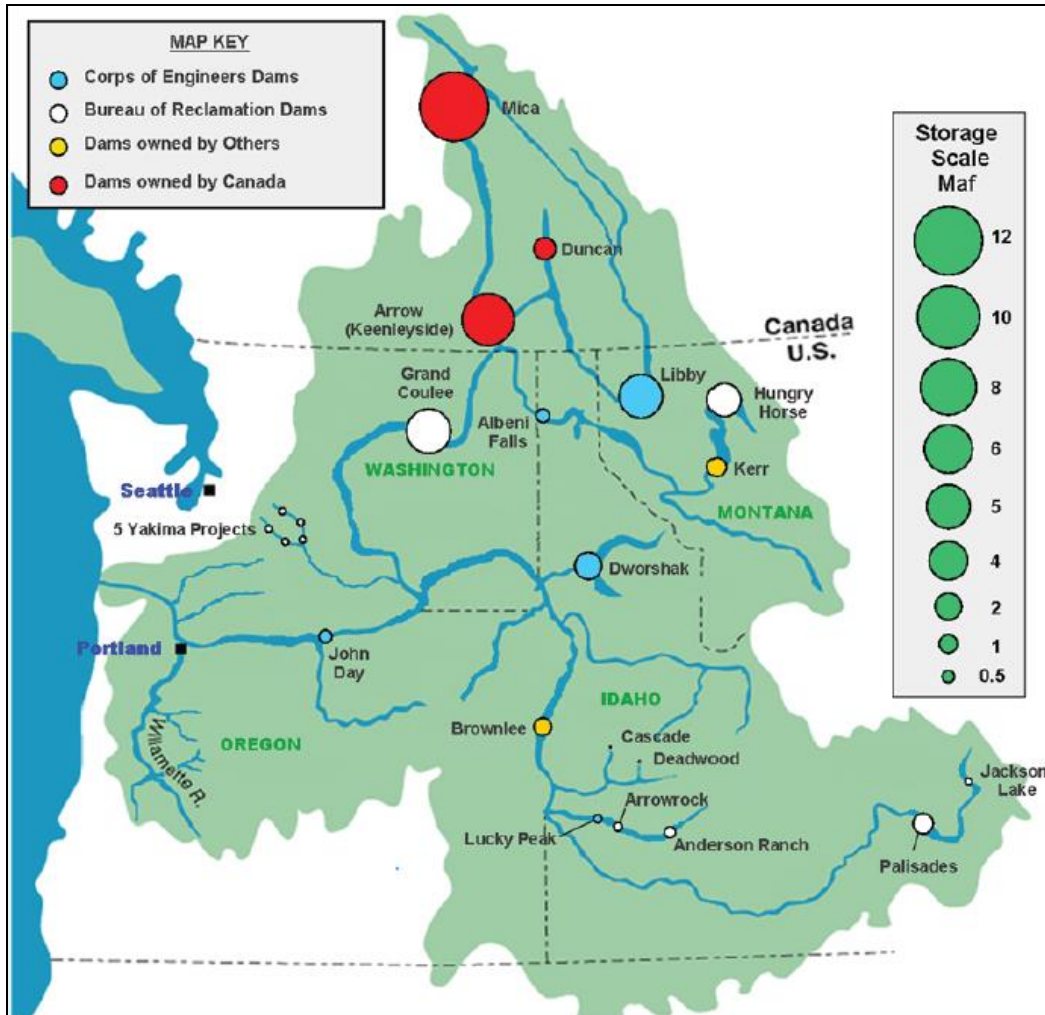 MAP KEY
Corps of Engineers Dams
Bureau of Reclamation Dams
Dams owned by Others
Dams owned by Canada
Storage
Scale
Maf
12
10
8
6
5
4
2
1
0.5
Mica
Duncan
Arrow
(Keenleyside)
Canada
U.S.
Grand
Coulee
Libby
Hungry
Horse
Albeni
Falls
Kerr
WASHINGTON
MONTANA
Seattle
5 Yakima Projects
Dworshak
Portland
John
Day
IDAHO
Brownlee
Cascade
Deadwood
OREGON
Willamette R.
Jackson
Lake
Arrowrock
Lucky Peak
Anderson Ranch
Palisades